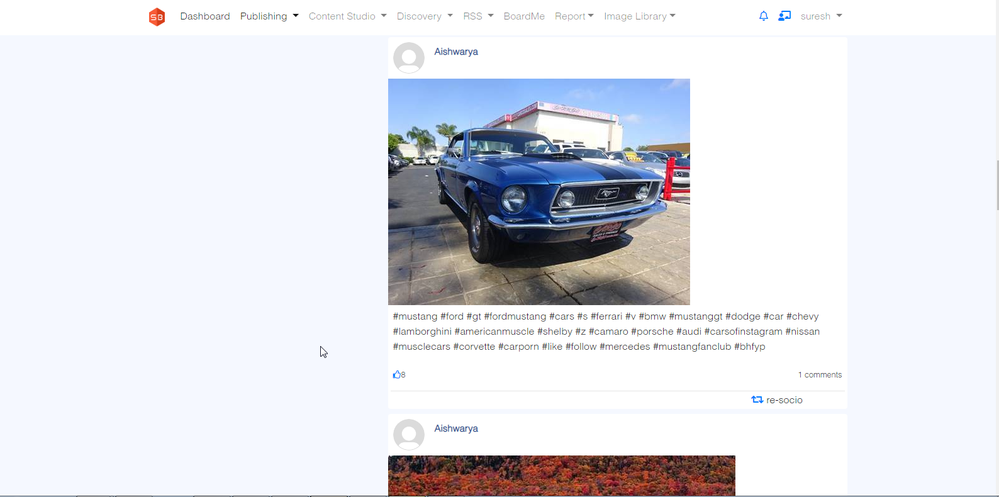 SB Dashboard Publishing Content Studio Discovery RSS BoardMe Report Image Library suresh
Aishwarya
#mustang #ford #gt #fordmustang #cars #s #ferrari #v #bmw #mustanggt #dodge #car #chevy
#lamborghini #americanmuscle #shelby #z #camaro #porsche #audi #carsofinstagram #nissan
#musclecars #corvette #carporn #like #follow #mercedes #mustangfanclub #bhfyp
8 1 comments
re-socio
Aishwarya